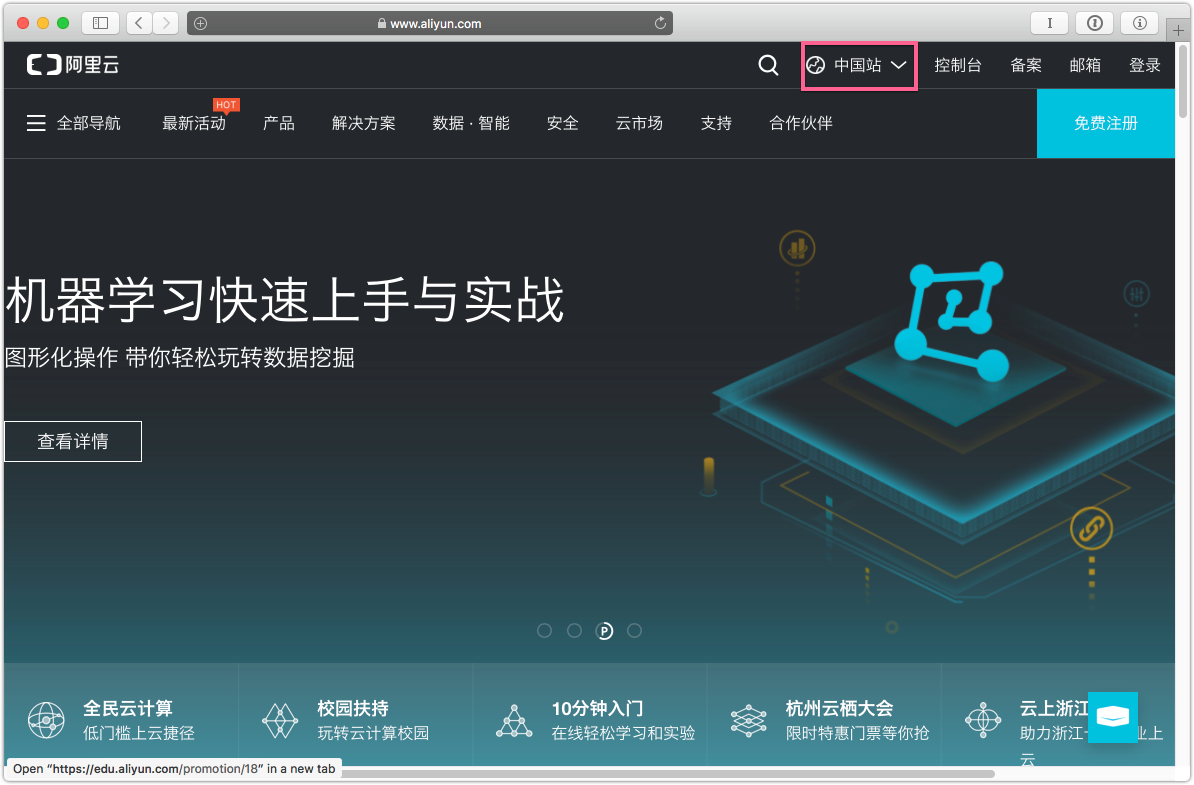 www.aliyun.com
阿里云
中国站
控制台
备案
邮箱
登录
全部导航
最新活动
HOT
产品
解决方案
数据 · 智能
安全
云市场
支持
合作伙伴
免费注册
机器学习快速上手与实战
图形化操作 带你轻松玩转数据挖掘
查看详情
P
全民云计算
低门槛上云捷径
校园扶持
玩转云计算校园
10分钟入门
在线轻松学习和实验
杭州云栖大会
限时特惠门票等你抢
云上浙江
助力浙江
业上
云
Open “https://edu.aliyun.com/promotion/18” in a new tab